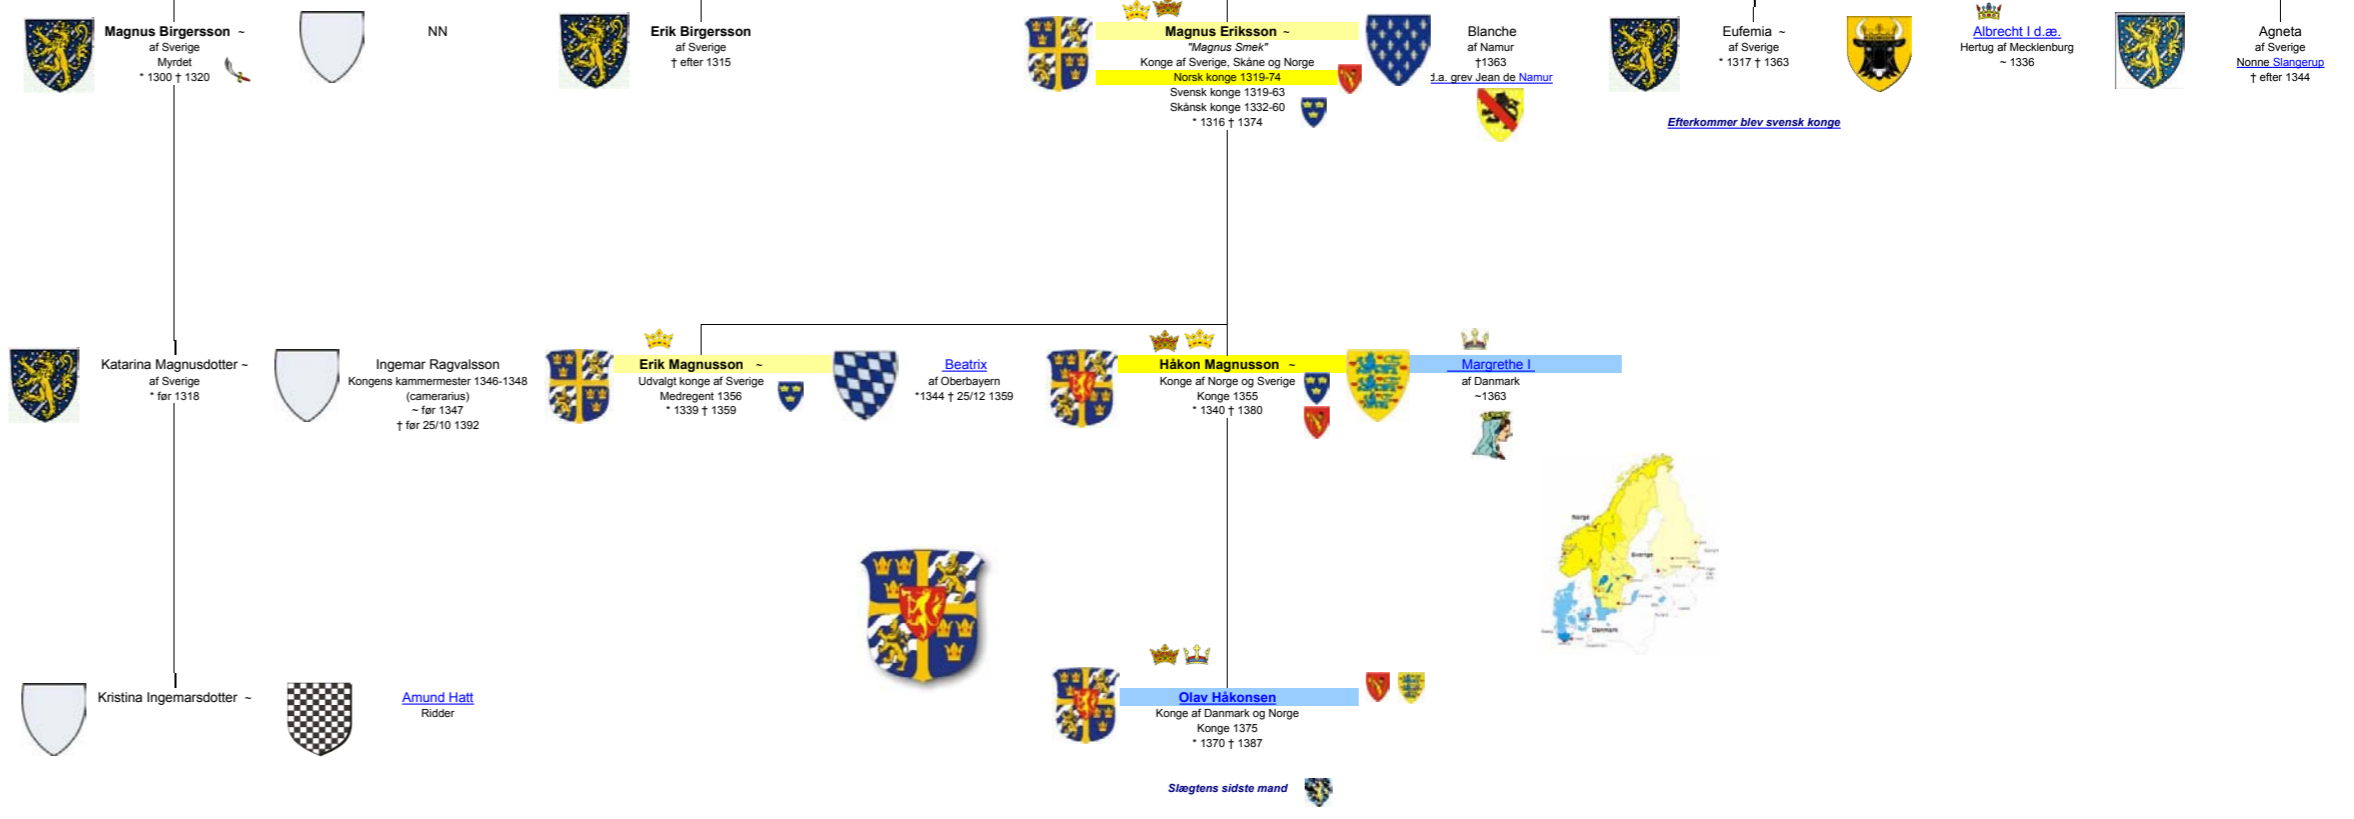 Magnus Birgersson ~
af Sverige
Myrdet
* 1300 † 1320
NN
Erik Birgersson
af Sverige
† efter 1315
Magnus Eriksson ~
"Magnus Smek"
Konge af Sverige, Skåne og Norge
Norsk konge 1319-74
Svensk konge 1319-63
Skånsk konge 1332-60
* 1316 † 1374
Blanche
af Namur
†1363
d.a. grev Jean de Namur
Eufemia ~
af Sverige
* 1317 † 1363
Efterkommer blev svensk konge
Albrecht I d.æ.
Hertug af Mecklenburg
~ 1336
Agneta
af Sverige
Nonne Slangerup
† efter 1344
Katarina Magnusdotter ~
af Sverige
* før 1318
Ingemar Ragvalsson
Kongens kammermester 1346-1348
(camerarius)
~ før 1347
† før 25/10 1392
Erik Magnusson ~
Udvalgt konge af Sverige
Medregent 1356
* 1339 † 1359
Beatrix
af Oberbayern
*1344 † 25/12 1359
Håkon Magnusson ~
Konge af Norge og Sverige
Konge 1355
* 1340 † 1380
Margrethe I
af Danmark
~1363
Norge
Sverige
Danmark
Kristina Ingemarsdotter ~
Amund Hatt
Ridder
Olav Håkonsen
Konge af Danmark og Norge
Konge 1375
* 1370 † 1387
Slægtens sidste mand